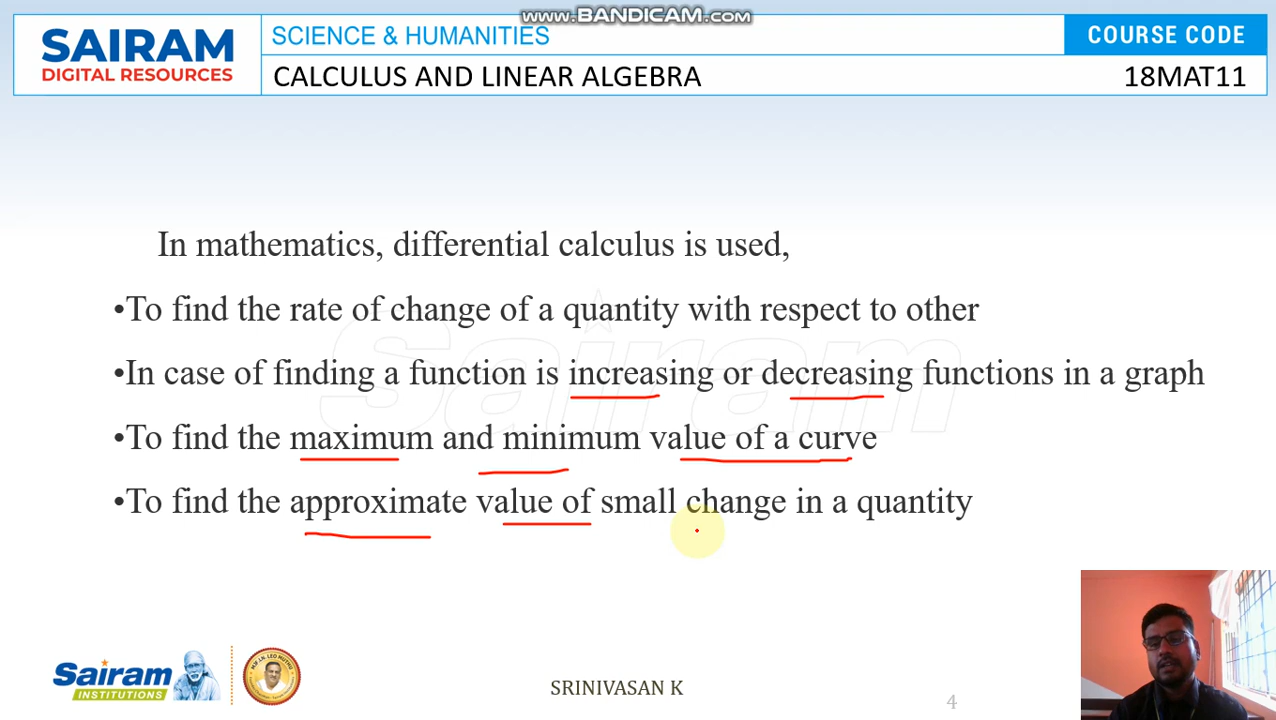 www.BANDICAM.com
SAIRAM
DIGITAL RESOURCES
SCIENCE & HUMANITIES
COURSE CODE
CALCULUS AND LINEAR ALGEBRA
18MAT11
In mathematics, differential calculus is used,
•To find the rate of change of a quantity with respect to other
•In case of finding a function is increasing or decreasing functions in a graph
•To find the maximum and minimum value of a curve
•To find the approximate value of small change in a quantity
Sairam
Sairam
INSTITUTIONS
SRINIVASAN K
4